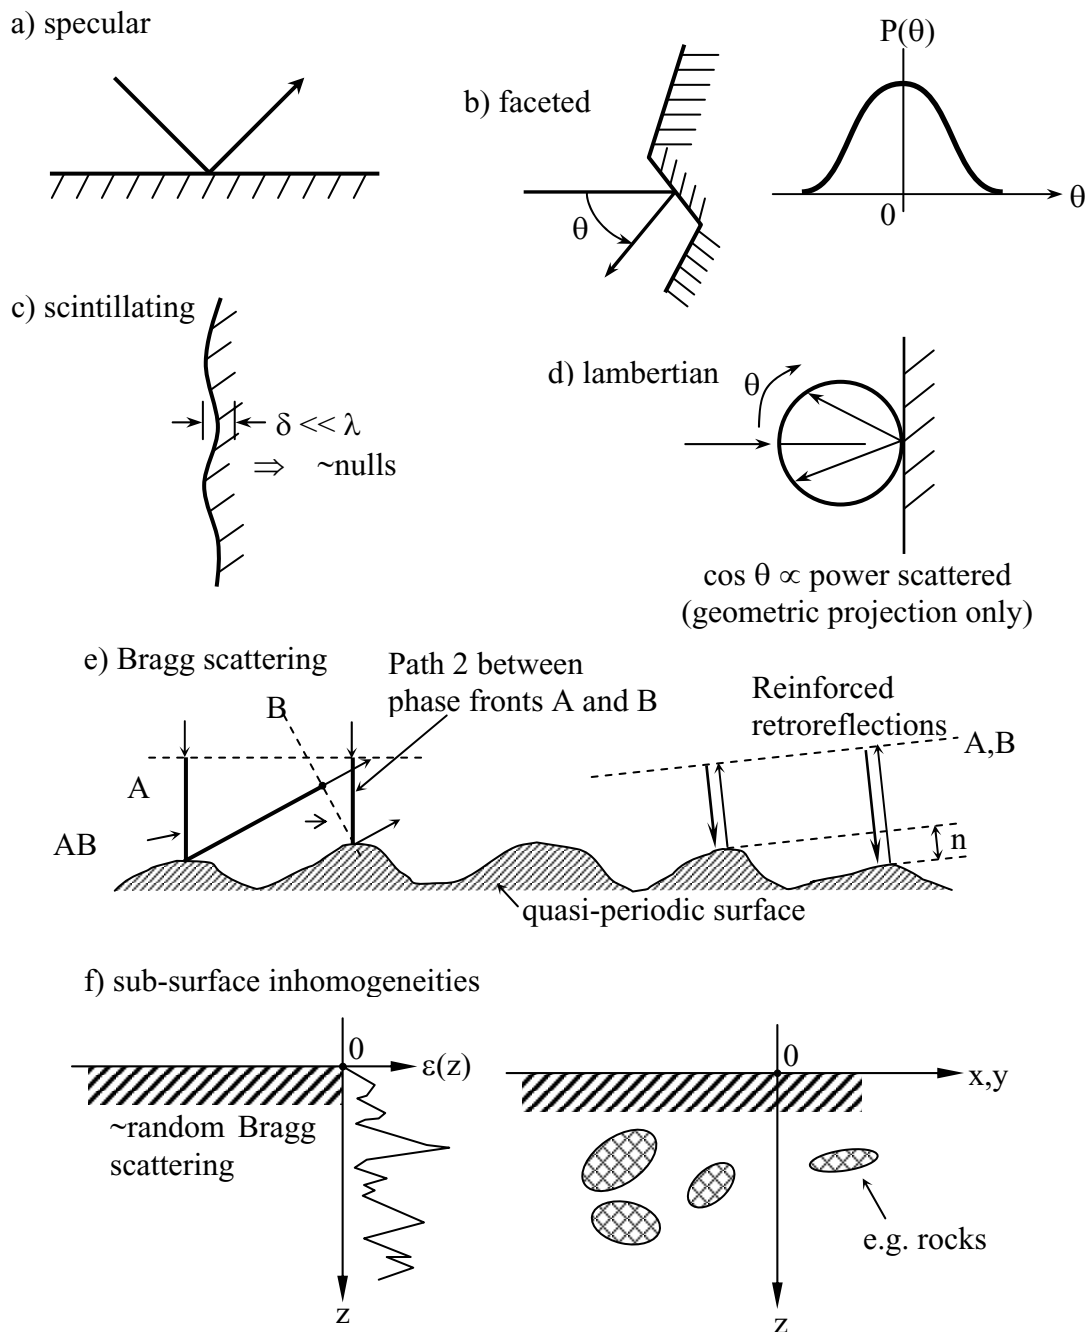 a) specular
P(θ)
b) faceted
θ
0
θ
c) scintillating
δ << λ
⇒ ~nulls
d) lambertian
θ
cos θ ∝ power scattered
(geometric projection only)
e) Bragg scattering
Path 2 between
phase fronts A and B
B
A
AB
Reinforced
retroreflections
A,B
n
quasi-periodic surface
f) sub-surface inhomogeneities
0
ε(z)
~random Bragg
scattering
z
0
x,y
e.g. rocks
z